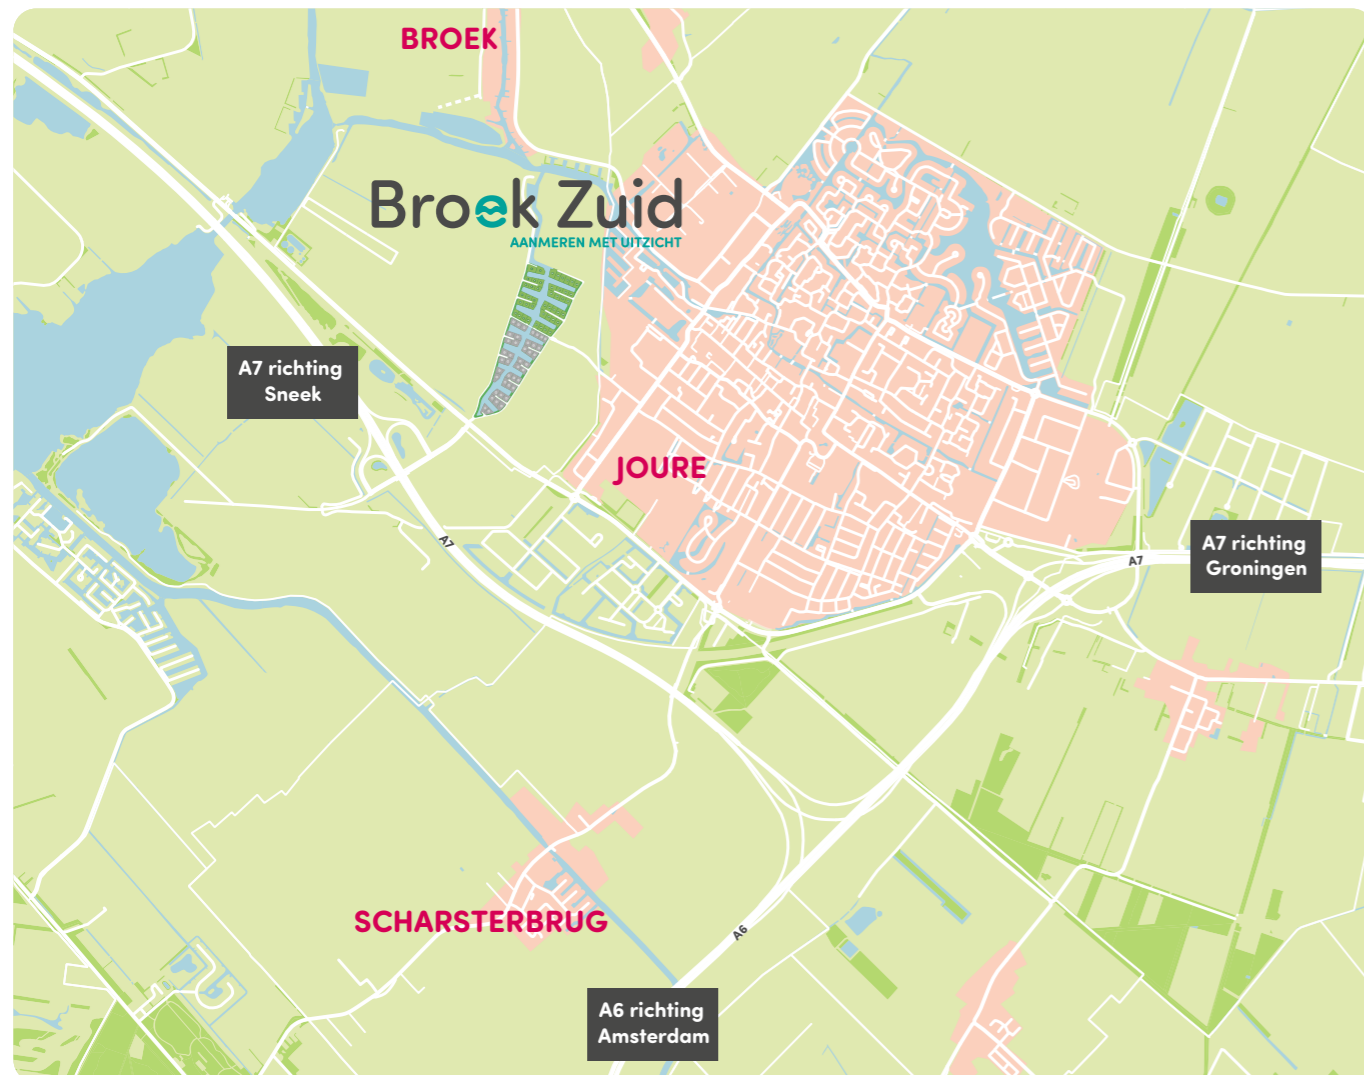 BROEK
Broek Zuid
AANMEREN MET UITZICHT
A7 richting
Sneek
JOURE
A7
A7
A7 richting
Groningen
SCHARSTERBRUG
A6
A6 richting
Amsterdam